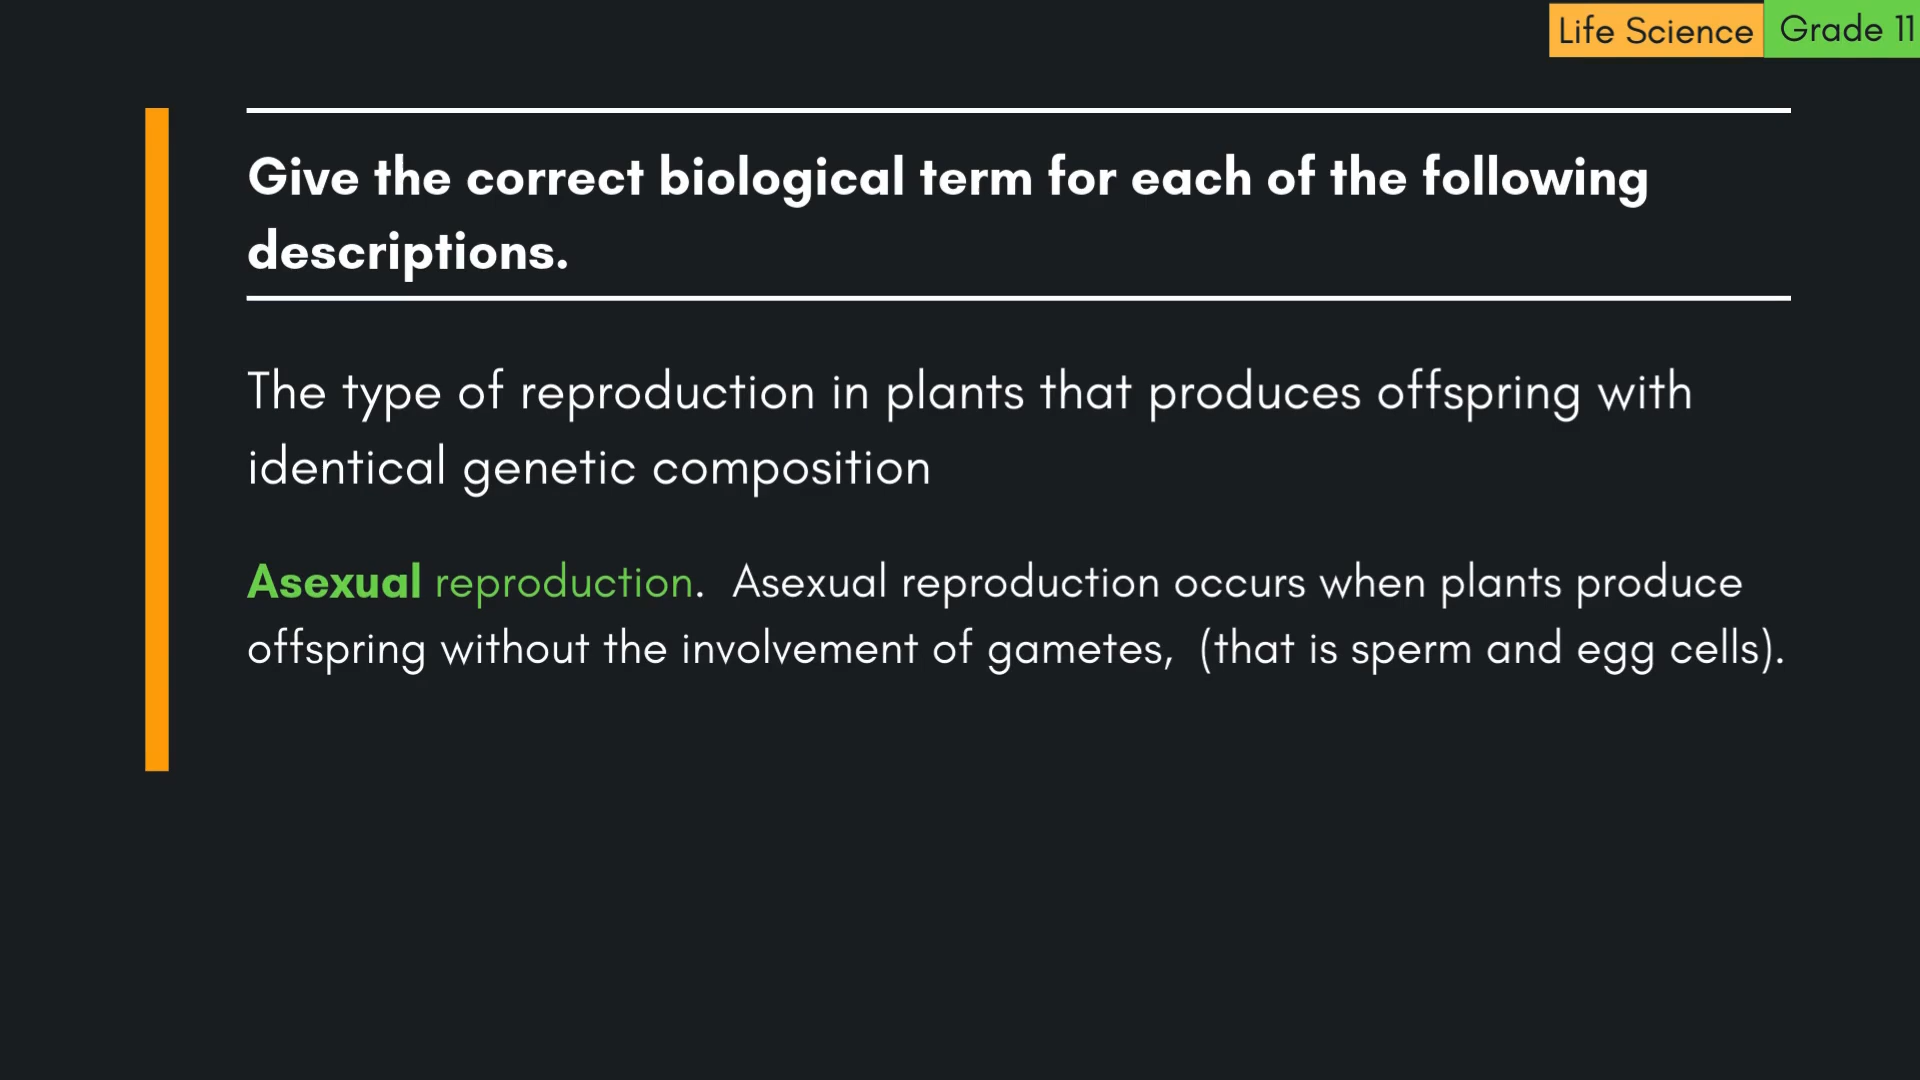 Life Science Grade 11
Give the correct biological term for each of the following
descriptions.
The type of reproduction in plants that produces offspring with
identical genetic composition
Asexual reproduction. Asexual reproduction occurs when plants produce
offspring without the involvement of gametes, (that is sperm and egg cells).